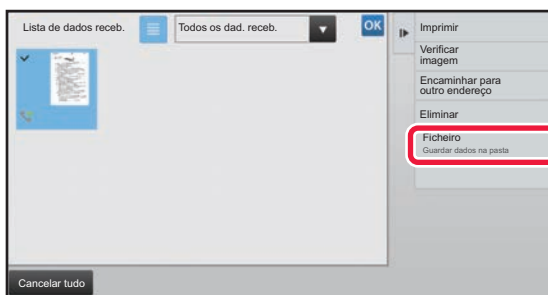 Lista de dados receb.
Todos os dad. receb.
OK
Imprimir
Verificar
imagem
Encaminhar para
outro endereço
Eliminar
Ficheiro
Guardar dados na pasta
Cancelar tudo